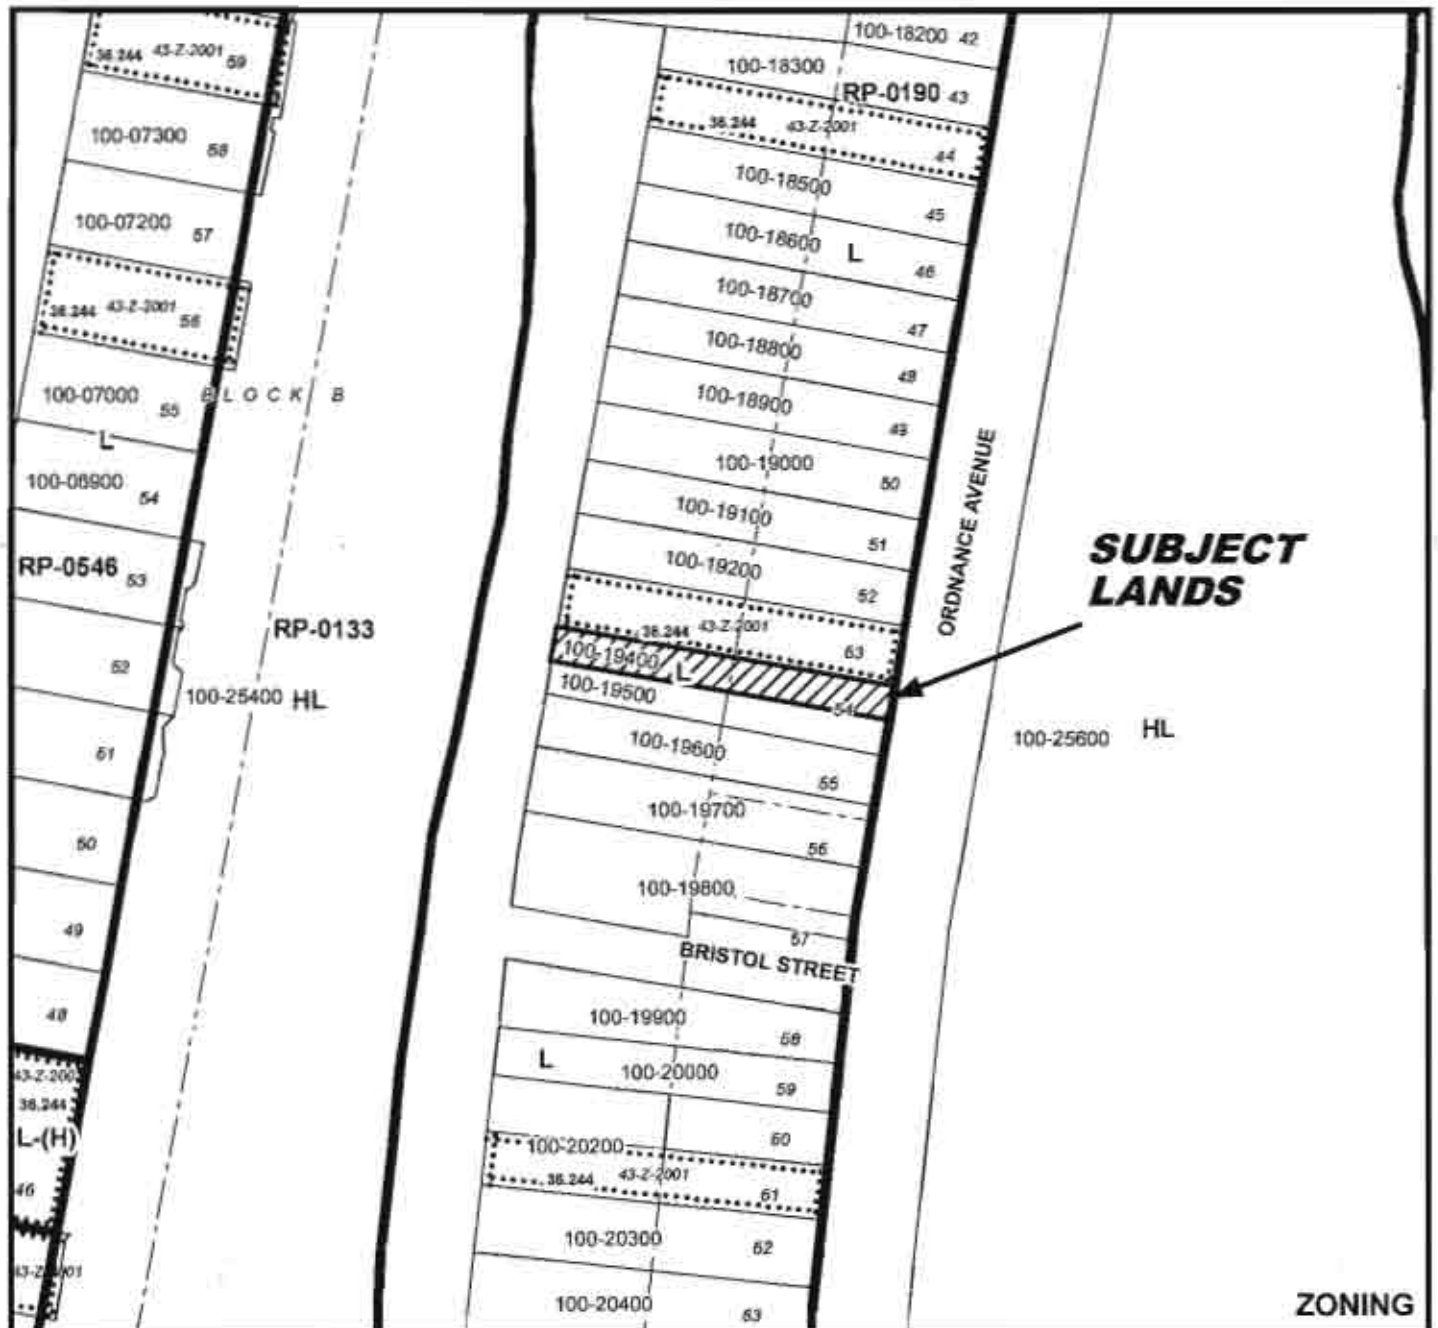 36.244 43-Z-2001 59
100-07300 58
100-07200 57
36.244 43-Z-2001 56
100-07000 55
BLOCK B
L
100-06900 54
RP-0546 53
RP-0133
52
100-25400 HL
51
50
49
48
36.244
L-(H)
46
100-18200 42
100-18300
RP-0190 43
36.244 43-Z-2001 44
100-18500 45
100-18600 L 46
100-18700 47
100-18800 48
100-18900 49
100-19000 50
100-19100 51
100-19200 52
36.244 43-Z-2001 53
100-19400 L 54
100-19500
100-19600 55
100-19700 56
100-19800 57
BRISTOL STREET
100-19900 58
L 100-20000 59
60
100-20200
36.244 43-Z-2001 61
100-20300 62
100-20400 63
ORDNANCE AVENUE
SUBJECT
LANDS
100-25600 HL
ZONING